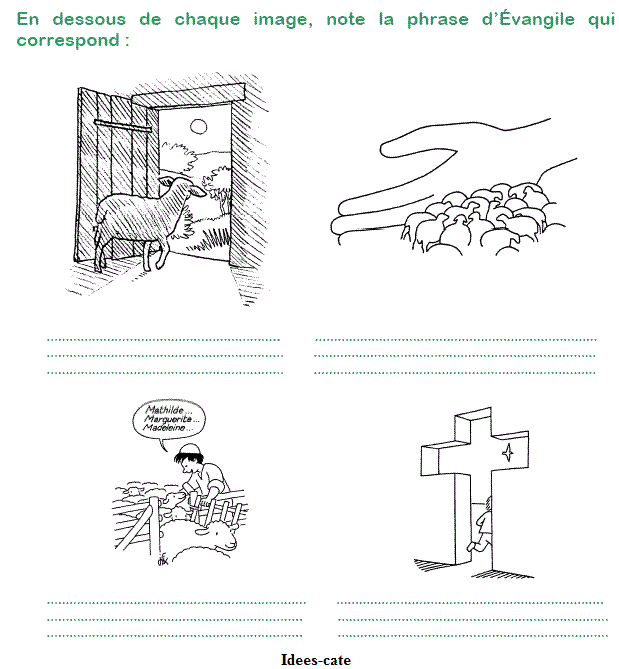 En dessous de chaque image, note la phrase d'Évangile qui
correspond :
Mathilde...
Marguerite...
Madeleine...
Idees-cate